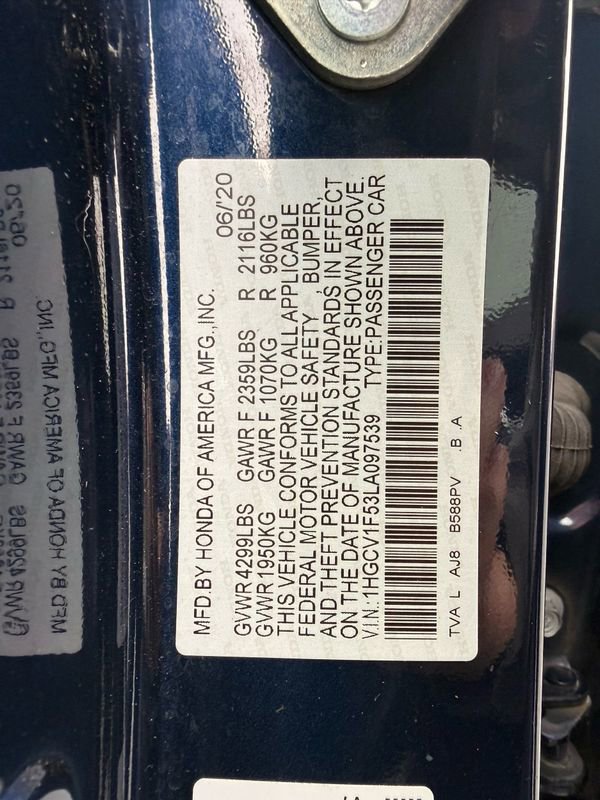 MFD.BY HONDA OF AMERICA MFG.,INC. 06/'20
GVWR 4299LBS GAWR F 2359LBS R 2116LBS
GVWR 1950KG GAWR F 1070KG R 960KG
THIS VEHICLE CONFORMS TO ALL APPLICABLE
FEDERAL MOTOR VEHICLE SAFETY , BUMPER,
AND THEFT PREVENTION STANDARDS IN EFFECT
ON THE DATE OF MANUFACTURE SHOWN ABOVE.
V.I.N.:1HGCV1F53LA097539 TYPE:PASSENGER CAR
TVA L AJ8 B588PV .B .A